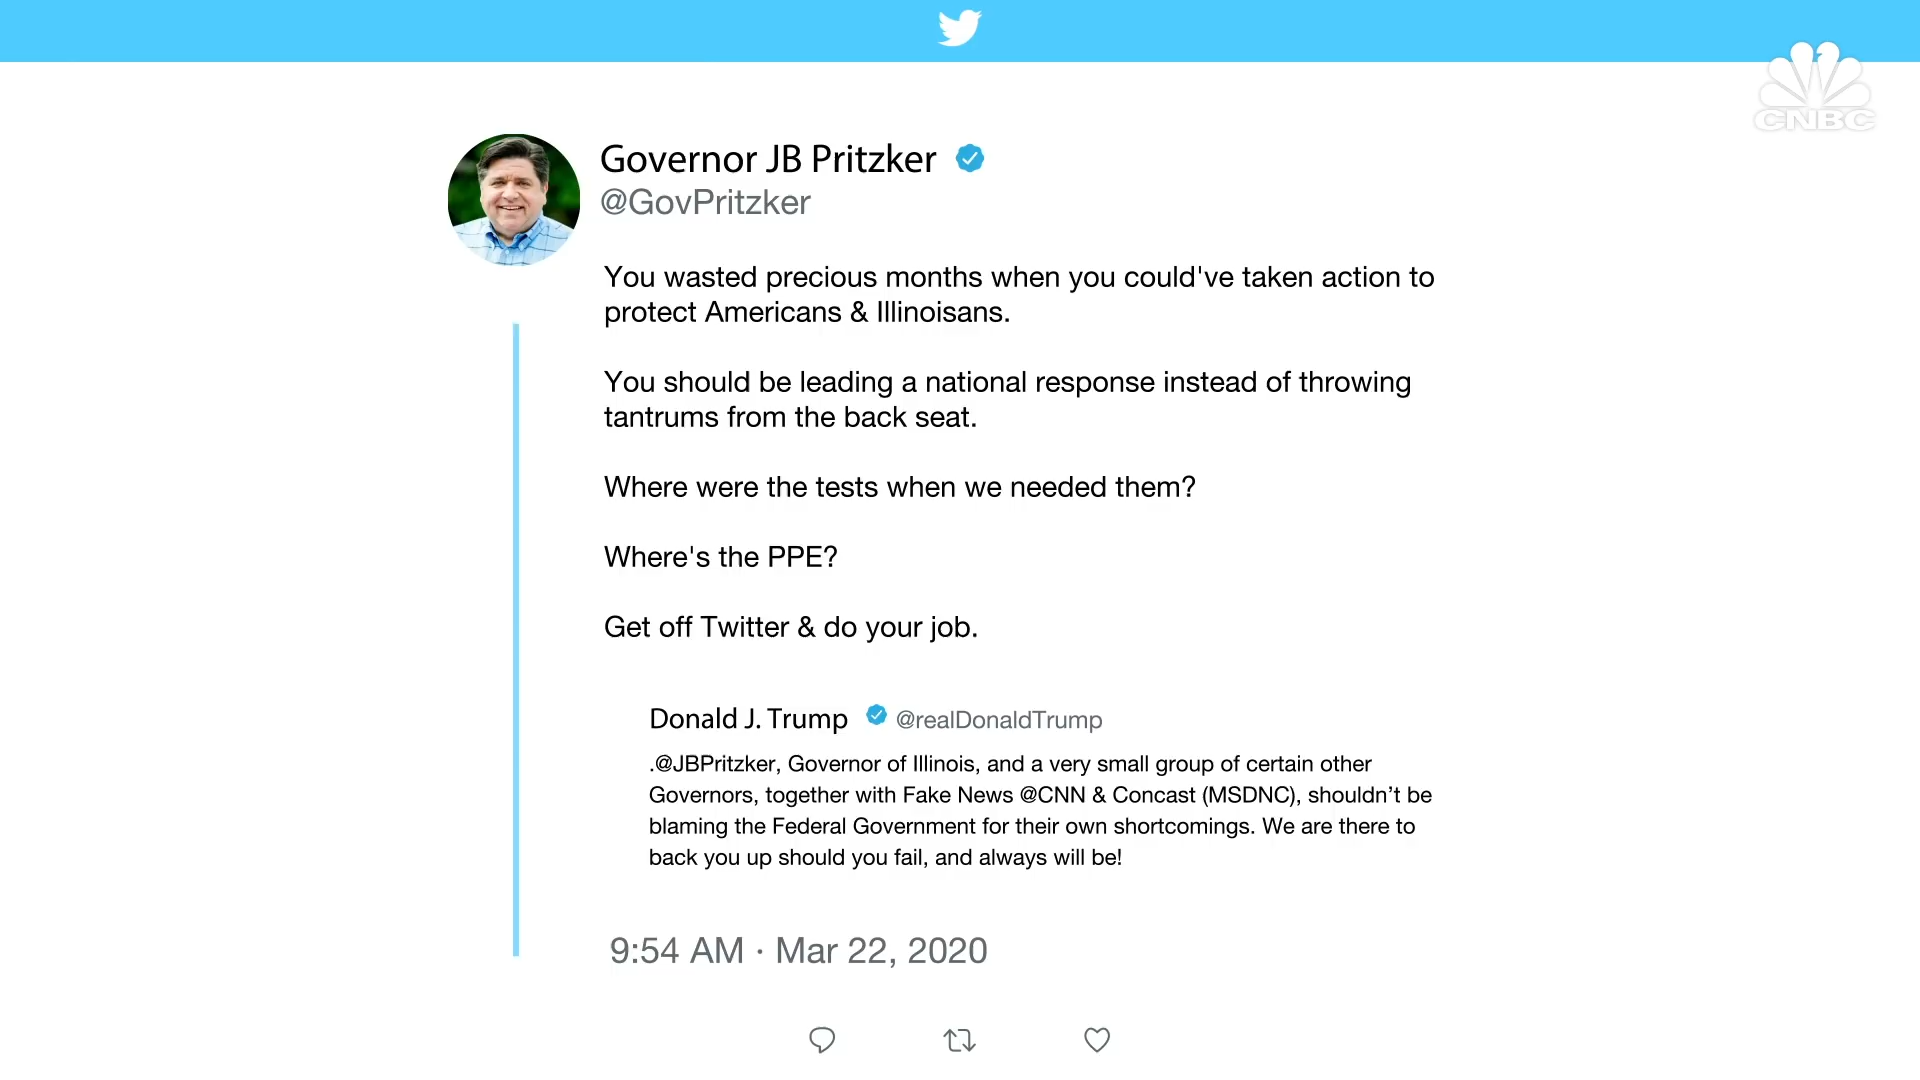 CNBC
Governor JB Pritzker
@GovPritzker
You wasted precious months when you could've taken action to
protect Americans & Illinoisans.
You should be leading a national response instead of throwing
tantrums from the back seat.
Where were the tests when we needed them?
Where's the PPE?
Get off Twitter & do your job.
Donald J. Trump @realDonaldTrump
.@JBPritzker, Governor of Illinois, and a very small group of certain other
Governors, together with Fake News @CNN & Concast (MSDNC), shouldn’t be
blaming the Federal Government for their own shortcomings. We are there to
back you up should you fail, and always will be!
9:54 AM · Mar 22, 2020